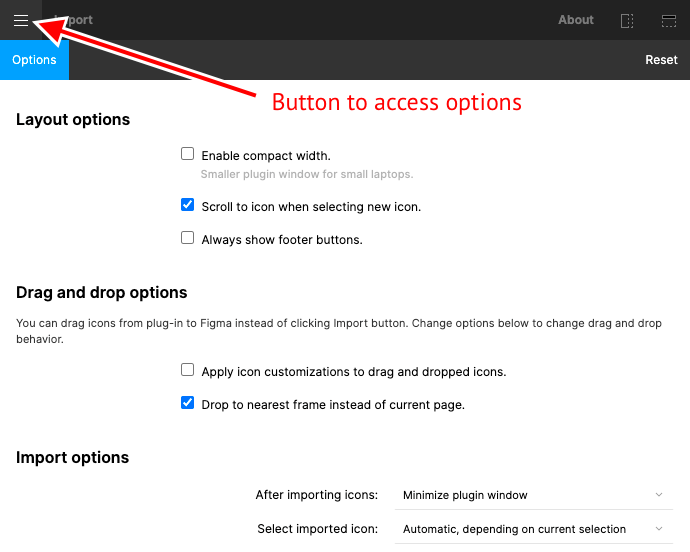 Import
About
Options
Reset
Button to access options
Layout options
Enable compact width.
Smaller plugin window for small laptops.
Scroll to icon when selecting new icon.
Always show footer buttons.
Drag and drop options
You can drag icons from plug-in to Figma instead of clicking Import button. Change options below to change drag and drop
behavior.
Apply icon customizations to drag and dropped icons.
Drop to nearest frame instead of current page.
Import options
After importing icons: Minimize plugin window
Select imported icon: Automatic, depending on current selection